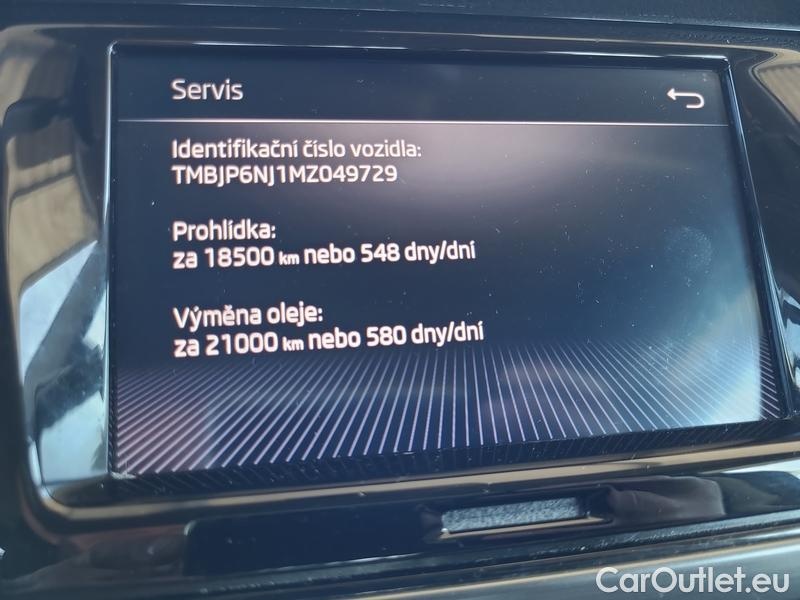 Servis
Identifikační číslo vozidla:
TMBJP6NJ1MZ049729
Prohlídka:
za 18500 km nebo 548 dny/dní
Výměna oleje:
za 21000 km nebo 580 dny/dní
CarOutlet.eu